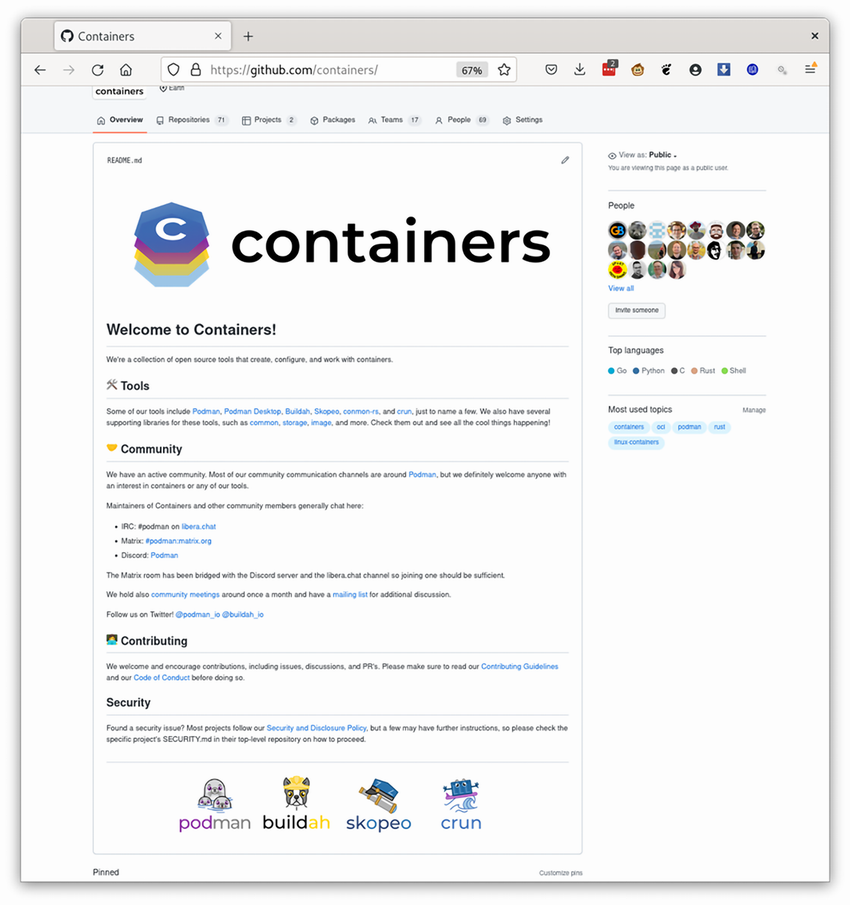 Containers
https://github.com/containers/
67%
2
containers
Earth
Overview
Repositories 71
Projects 2
Packages
Teams 17
People 69
Settings
README.md
C
containers
Welcome to Containers!
We're a collection of open source tools that create, configure, and work with containers.
Tools
Some of our tools include Podman, Podman Desktop, Buildah, Skopeo, conmon-rs, and crun, just to name a few. We also have several
supporting libraries for these tools, such as common, storage, image, and more. Check them out and see all the cool things happening!
Community
We have an active community. Most of our community communication channels are around Podman, but we definitely welcome anyone with
an interest in containers or any of our tools.
Maintainers of Containers and other community members generally chat here:
IRC: #podman on libera.chat
Matrix: #podman:matrix.org
Discord: Podman
The Matrix room has been bridged with the Discord server and the libera.chat channel so joining one should be sufficient.
We hold also community meetings around once a month and have a mailing list for additional discussion.
Follow us on Twitter! @podman_io @buildah_io
Contributing
We welcome and encourage contributions, including issues, discussions, and PR's. Please make sure to read our Contributing Guidelines
and our Code of Conduct before doing so.
Security
Found a security issue? Most projects follow our Security and Disclosure Policy, but a few may have further instructions, so please check the
specific project's SECURITY.md in their top-level repository on how to proceed.
podman
buildah
skopeo
crun
Pinned
Customize pins
View as: Public
You are viewing this page as a public user.
People
View all
Invite someone
Top languages
Go Python C Rust Shell
Most used topics
Manage
containers oci podman rust
linux-containers